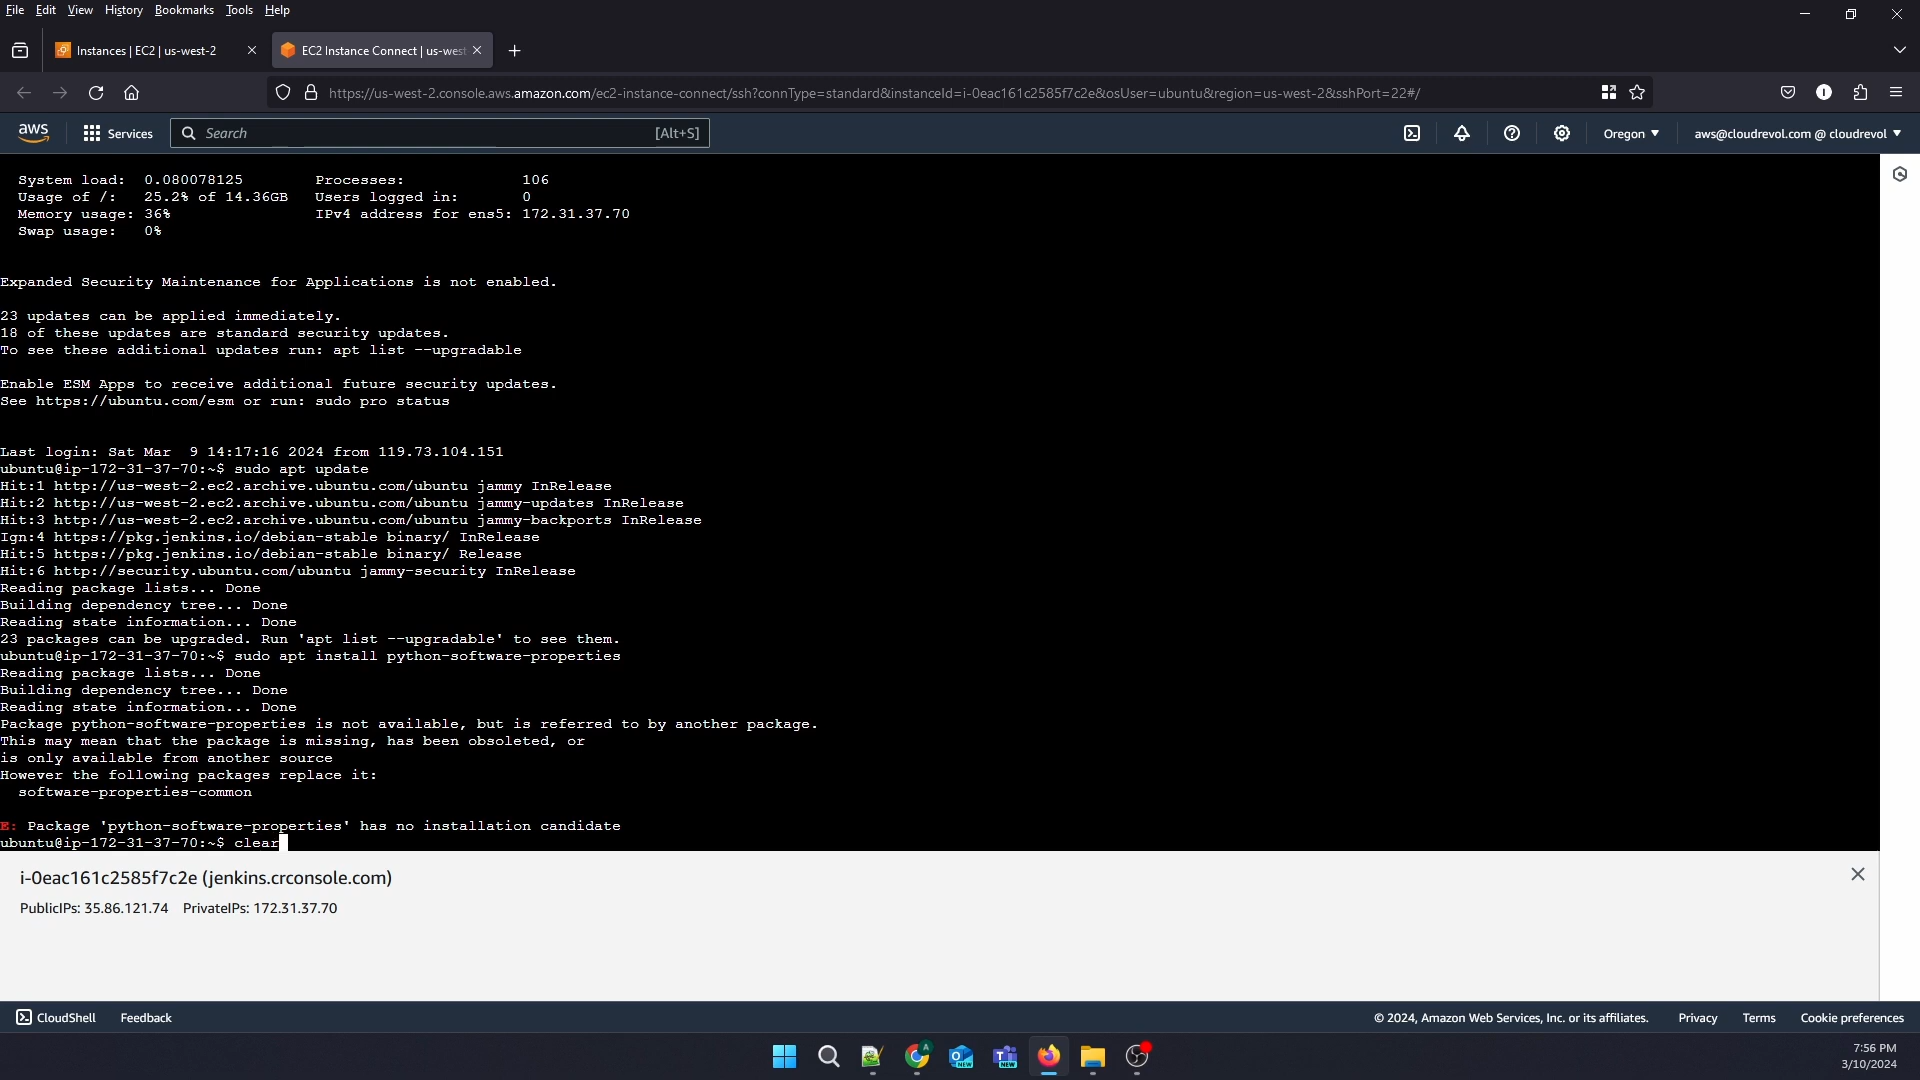 File Edit View History Bookmarks Tools Help
Instances | EC2 | us-west-2
EC2 Instance Connect | us-west
https://us-west-2.console.aws.amazon.com/ec2-instance-connect/ssh?connType=standard&instanceId=i-0eac161c2585f7c2e&osUser=ubuntu&region=us-west-2&sshPort=22#/
aws Services Search [Alt+S] Oregon aws@cloudrevol.com @ cloudrevol
System load: 0.080078125 Processes: 106
Usage of /: 25.2% of 14.36GB Users logged in: 0
Memory usage: 36% IPv4 address for ens5: 172.31.37.70
Swap usage: 0%
Expanded Security Maintenance for Applications is not enabled.
23 updates can be applied immediately.
18 of these updates are standard security updates.
To see these additional updates run: apt list --upgradable
Enable ESM Apps to receive additional future security updates.
See https://ubuntu.com/esm or run: sudo pro status
Last login: Sat Mar  9 14:17:16 2024 from 119.73.104.151
ubuntu@ip-172-31-37-70:~$ sudo apt update
Hit:1 http://us-west-2.ec2.archive.ubuntu.com/ubuntu jammy InRelease
Hit:2 http://us-west-2.ec2.archive.ubuntu.com/ubuntu jammy-updates InRelease
Hit:3 http://us-west-2.ec2.archive.ubuntu.com/ubuntu jammy-backports InRelease
Ign:4 https://pkg.jenkins.io/debian-stable binary/ InRelease
Hit:5 https://pkg.jenkins.io/debian-stable binary/ Release
Hit:6 http://security.ubuntu.com/ubuntu jammy-security InRelease
Reading package lists... Done
Building dependency tree... Done
Reading state information... Done
23 packages can be upgraded. Run 'apt list --upgradable' to see them.
ubuntu@ip-172-31-37-70:~$ sudo apt install python-software-properties
Reading package lists... Done
Building dependency tree... Done
Reading state information... Done
Package python-software-properties is not available, but is referred to by another package.
This may mean that the package is missing, has been obsoleted, or
is only available from another source
However the following packages replace it:
software-properties-common
E: Package 'python-software-properties' has no installation candidate
ubuntu@ip-172-31-37-70:~$ clear
i-0eac161c2585f7c2e (jenkins.crconsole.com)
PublicIPs: 35.86.121.74 PrivateIPs: 172.31.37.70
CloudShell Feedback © 2024, Amazon Web Services, Inc. or its affiliates. Privacy Terms Cookie preferences
7:56 PM
3/10/2024